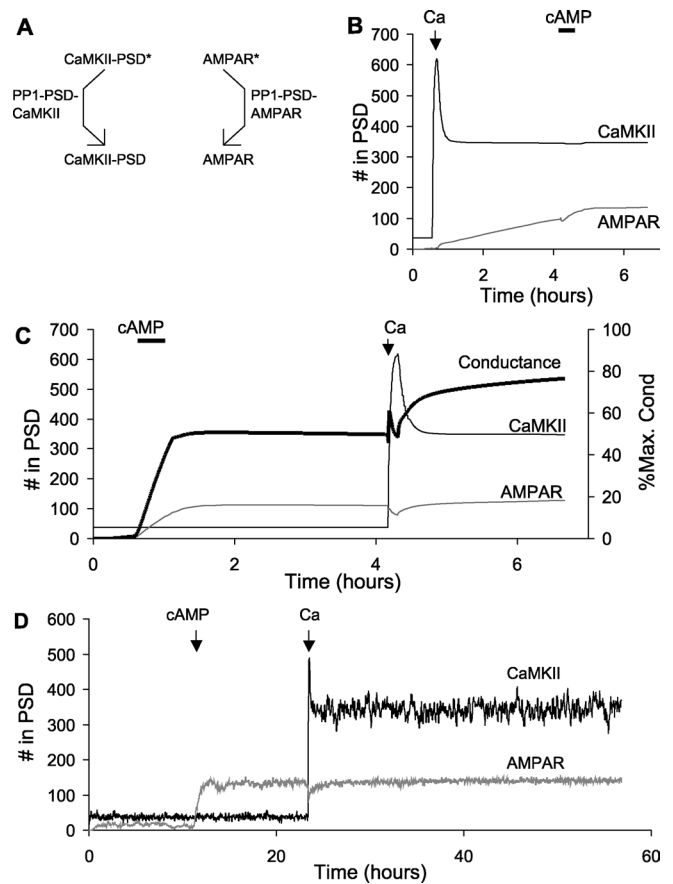 A
CaMKII-PSD*
AMPAR*
PP1-PSD-
CaMKII
PP1-PSD-
AMPAR
CaMKII-PSD
AMPAR
B
Ca
cAMP
700
600
500
400
300
200
100
0
# in PSD
CaMKII
AMPAR
0 2 4 6
Time (hours)
C
cAMP
Ca
700
600
500
400
300
200
100
0
# in PSD
Conductance
CaMKII
AMPAR
100
80
60
40
20
0
%Max. Cond
0 2 4 6
Time (hours)
D
cAMP
Ca
600
500
400
300
200
100
0
# in PSD
CaMKII
AMPAR
0 20 40 60
Time (hours)